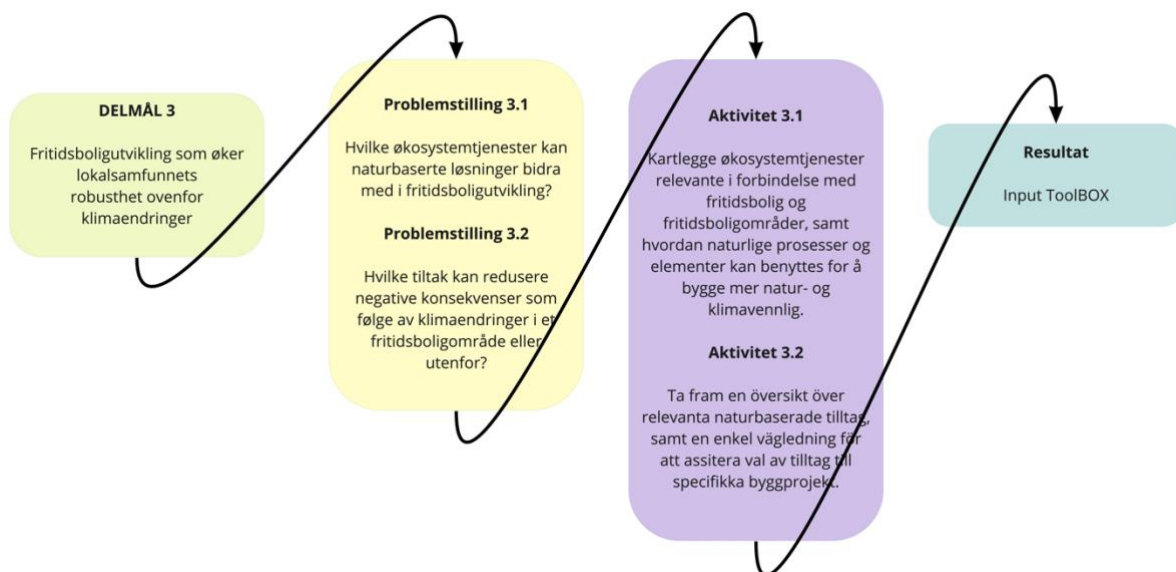 DELMÅL 3
Fritidsboligutvikling som øker
lokalsamfunnets
robusthet ovenfor
klimaendringer
Problemstilling 3.1
Hvilke økosystemtjenester kan
naturbaserte løsninger bidra
med i fritidsboligutvikling?
Problemstilling 3.2
Hvilke tiltak kan redusere
negative konsekvenser som
følge av klimaendringer i et
fritidsboligområde eller
utenfor?
Aktivitet 3.1
Kartlegge økosystemtjenester
relevante i forbindelse med
fritidsbolig og
fritidsboligområder, samt
hvordan naturlige prosesser og
elementer kan benyttes for å
bygge mer natur- og
klimavennlig.
Aktivitet 3.2
Ta fram en översikt över
relevanta naturbaserade tilltag,
samt en enkel vägledning för
att assitera val av tilltag till
specifikka byggprojekt.
Resultat
Input ToolBOX